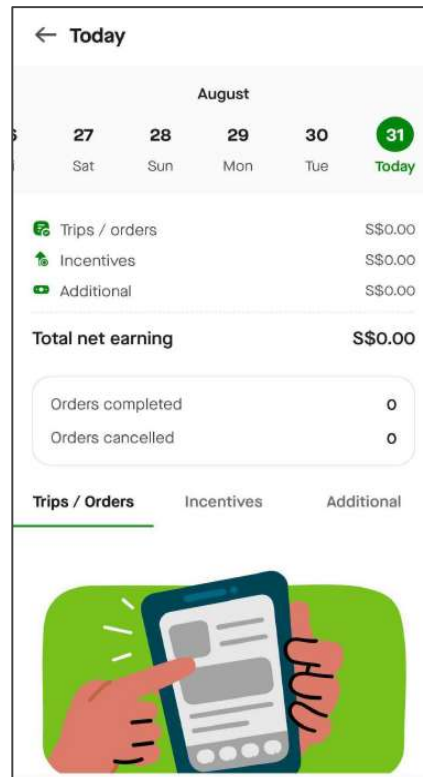 ← Today
August
27 28 29 30 31
Sat Sun Mon Tue Today
Trips / orders S$0.00
Incentives S$0.00
Additional S$0.00
Total net earning S$0.00
Orders completed 0
Orders cancelled 0
Trips / Orders Incentives Additional